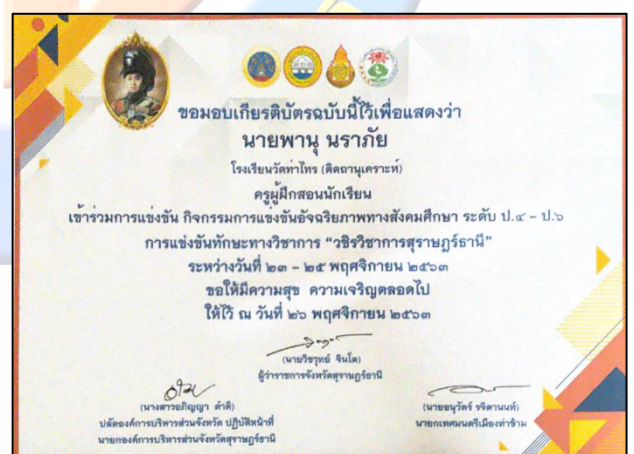 ขอมอบเกียรติบัตรฉบับนี้ไว้เพื่อแสดงว่า
นายพานุ นราภัย
โรงเรียนวัดท่าไทร (ดิตถานุเคราะห์)
ครูผู้ฝึกสอนนักเรียน
เข้าร่วมการแข่งขัน กิจกรรมการแข่งขันอัจฉริยภาพทางสังคมศึกษา ระดับ ป.๔ - ป.๖
การแข่งขันทักษะทางวิชาการ “วชิรวิชาการสุราษฎร์ธานี”
ระหว่างวันที่ ๒๓ - ๒๕ พฤศจิกายน ๒๕๖๓
ขอให้มีความสุข ความเจริญตลอดไป
ให้ไว้ ณ วันที่ ๒๖ พฤศจิกายน ๒๕๖๓
(นายวิชวุทย์ จินโต)
ผู้ว่าราชการจังหวัดสุราษฎร์ธานี
(นางสาวอภิญญา ดำดี)
ปลัดองค์การบริหารส่วนจังหวัด ปฏิบัติหน้าที่
นายกองค์การบริหารส่วนจังหวัดสุราษฎร์ธานี
(นายธนุวัตร์ รจิตานนท์)
นายกเทศมนตรีเมืองท่าข้าม